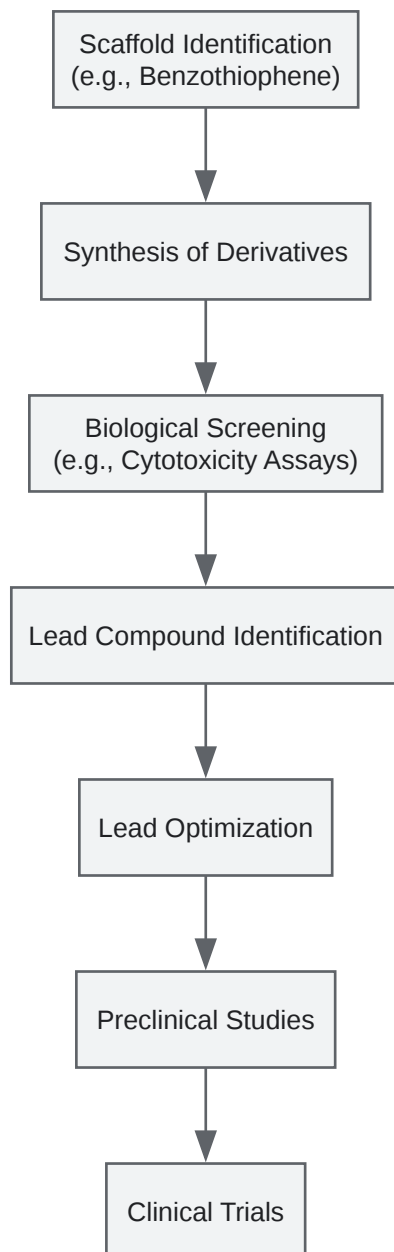 Scaffold Identification
(e.g., Benzothiophene)
Synthesis of Derivatives
Biological Screening
(e.g., Cytotoxicity Assays)
Lead Compound Identification
Lead Optimization
Preclinical Studies
Clinical Trials